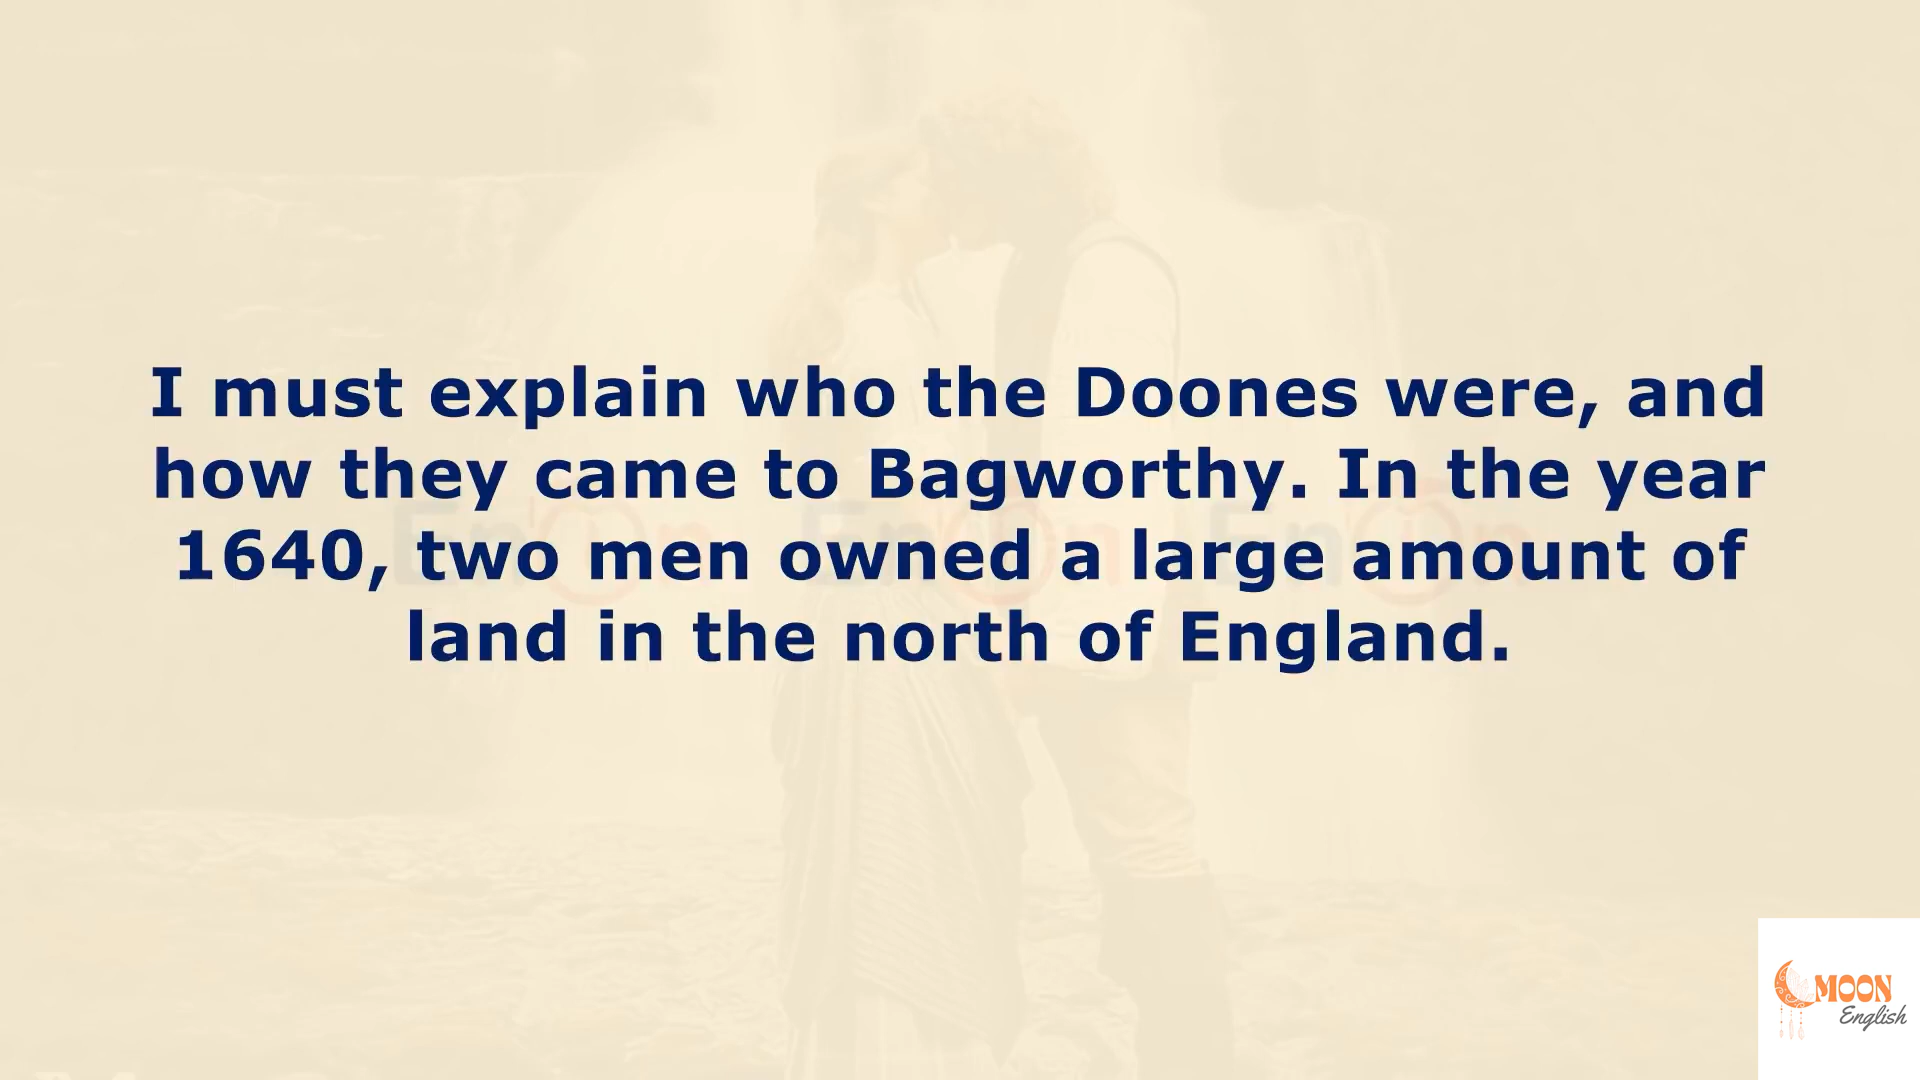 I must explain who the Doones were, and
how they came to Bagworthy. In the year
1640, two men owned a large amount of
land in the north of England.
MOON
English